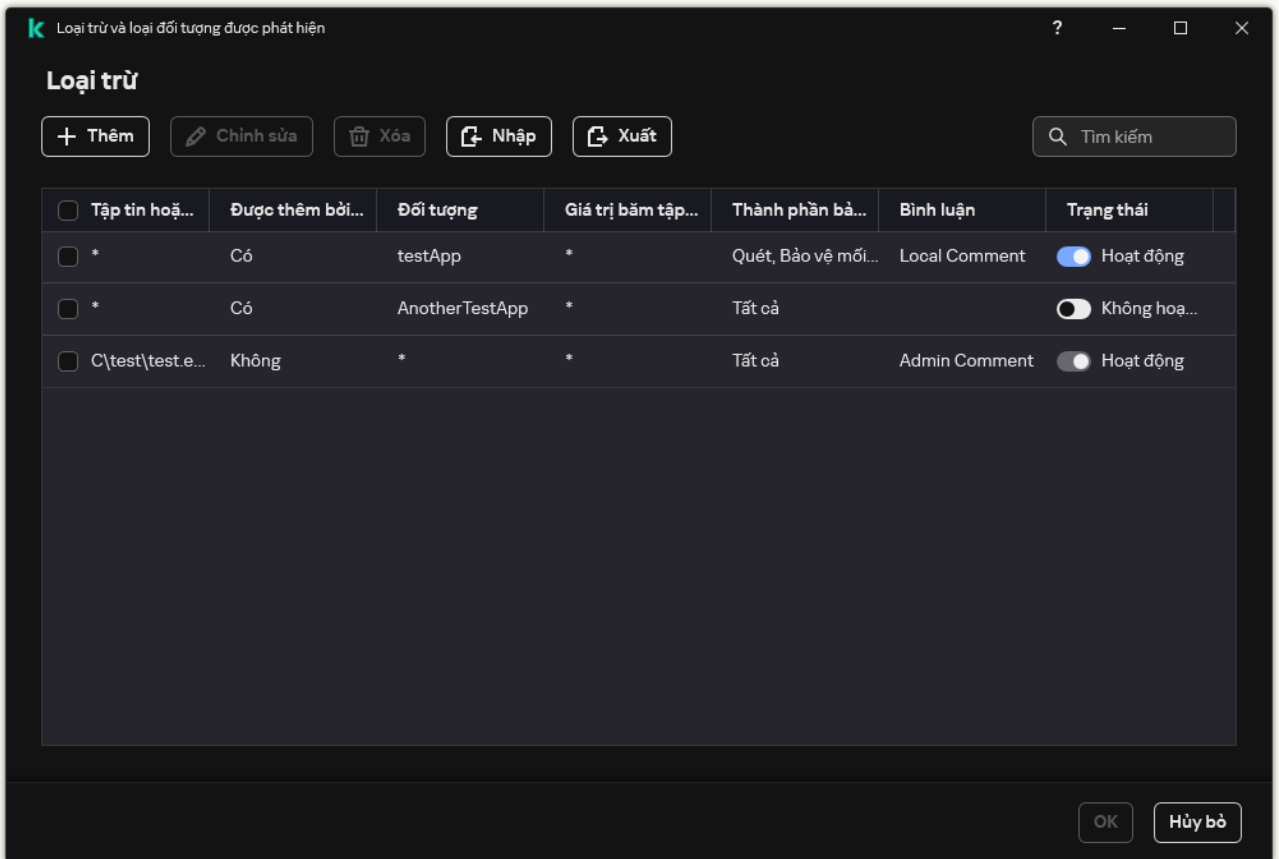 Loại trừ và loại đối tượng được phát hiện ?
Loại trừ
Thêm Chỉnh sửa Xóa Nhập Xuất Tìm kiếm
Tập tin hoặ... Được thêm bởi... Đối tượng Giá trị băm tập... Thành phần bả... Bình luận Trạng thái
* Có testApp * Quét, Bảo vệ mối... Local Comment Hoạt động
* Có AnotherTestApp * Tất cả Không hoạ...
C\test\test.e... Không * * Tất cả Admin Comment Hoạt động
OK Hủy bỏ